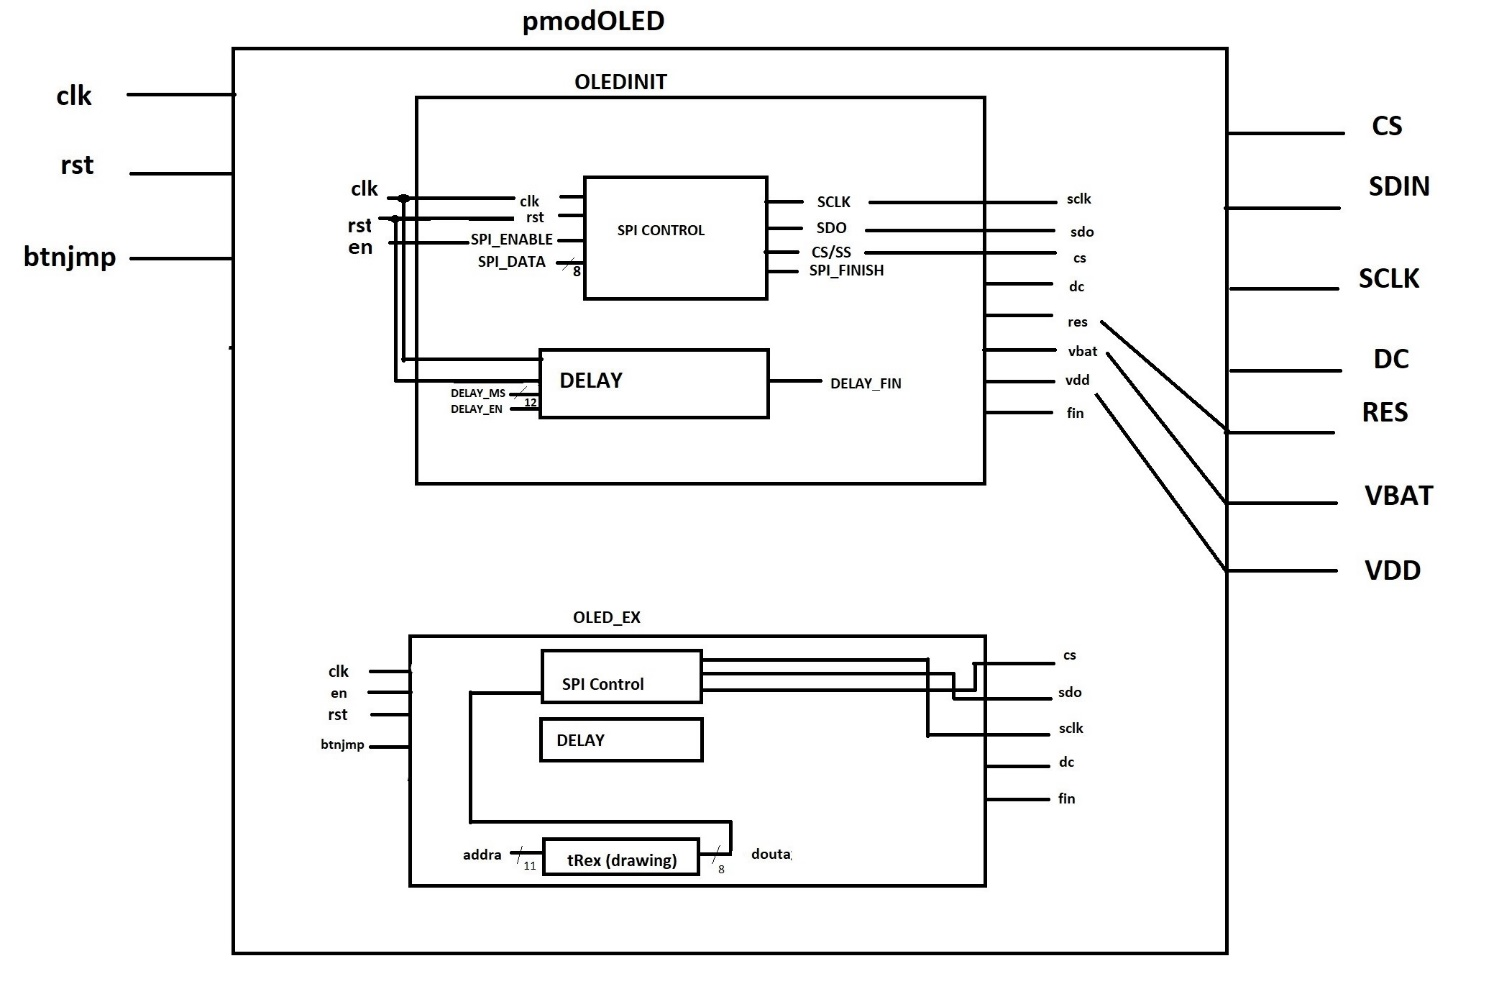 pmodOLED
clk
rst
btnjmp
OLEDINIT
clk
rst
en
clk
rst
SPI_ENABLE
SPI_DATA
8
SPI CONTROL
SCLK
SDO
CS/SS
SPI_FINISH
DELAY_MS
12
DELAY_EN
DELAY
DELAY_FIN
sclk
sdo
cs
dc
res
vbat
vdd
fin
CS
SDIN
SCLK
DC
RES
VBAT
VDD
OLED_EX
clk
en
rst
btnjmp
SPI Control
DELAY
addra
11
tRex (drawing)
8
douta
cs
sdo
sclk
dc
fin